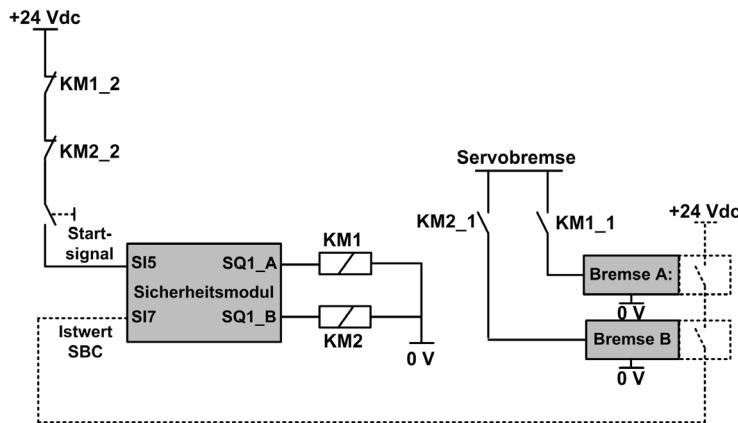 +24 Vdc
KM1_2
KM2_2
Start-
signal
SI5
SQ1_A
Sicherheitsmodul
SI7
SQ1_B
Istwert
SBC
KM1
KM2
0 V
Servobremse
KM2_1
KM1_1
+24 Vdc
Bremse A:
0 V
Bremse B
0 V